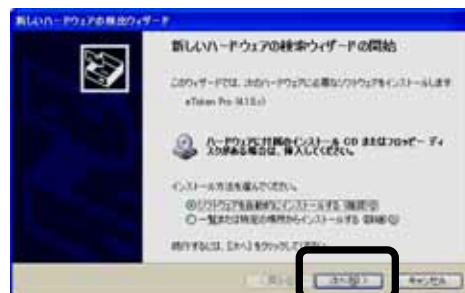 新しいハードウェアの検出ウィザード
新しいハードウェアの検索ウィザードの開始
このウィザードでは、次のハードウェアに必要なソフトウェアをインストールします
eToken Pro
ハードウェアに付属のインストール CD またはフロッピー ディ
スクがある場合は、挿入してください。
インストール方法を選んでください。
ソフトウェアを自動的にインストールする (推奨)(I)
一覧または特定の場所からインストールする (詳細)(S)
続行するには、[次へ] をクリックしてください。
次へ(N) >
キャンセル